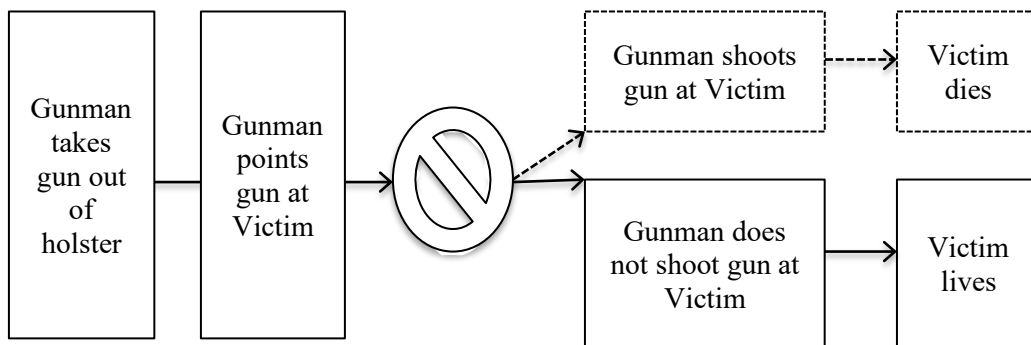 Gunman
takes
gun out
of
holster
Gunman
points
gun at
Victim
Gunman shoots
gun at Victim
Victim
dies
Gunman does
not shoot gun at
Victim
Victim
lives